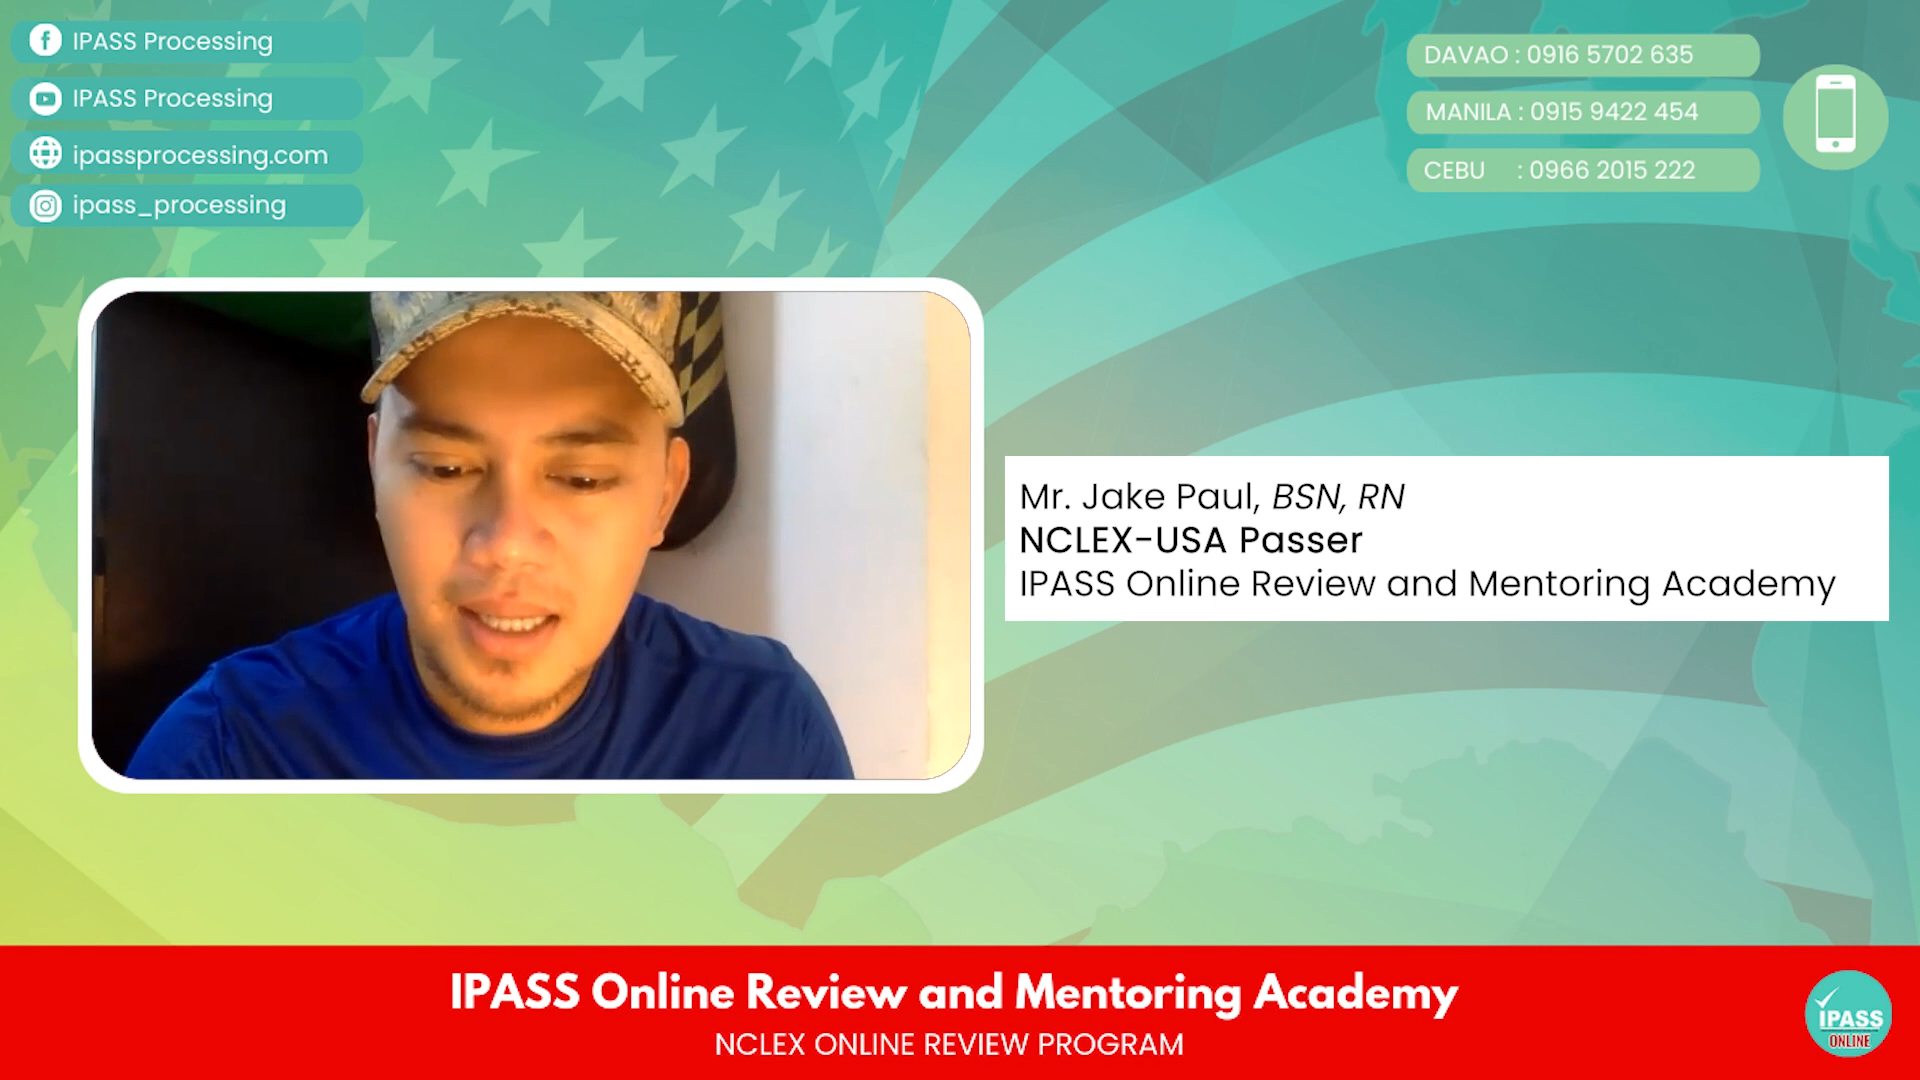 IPASS Processing
IPASS Processing
ipassprocessing.com
ipass_processing
DAVAO : 0916 5702 635
MANILA : 0915 9422 454
CEBU : 0966 2015 222
Mr. Jake Paul, BSN, RN
NCLEX-USA Passer
IPASS Online Review and Mentoring Academy
IPASS Online Review and Mentoring Academy
NCLEX ONLINE REVIEW PROGRAM
iPASS
ONLINE